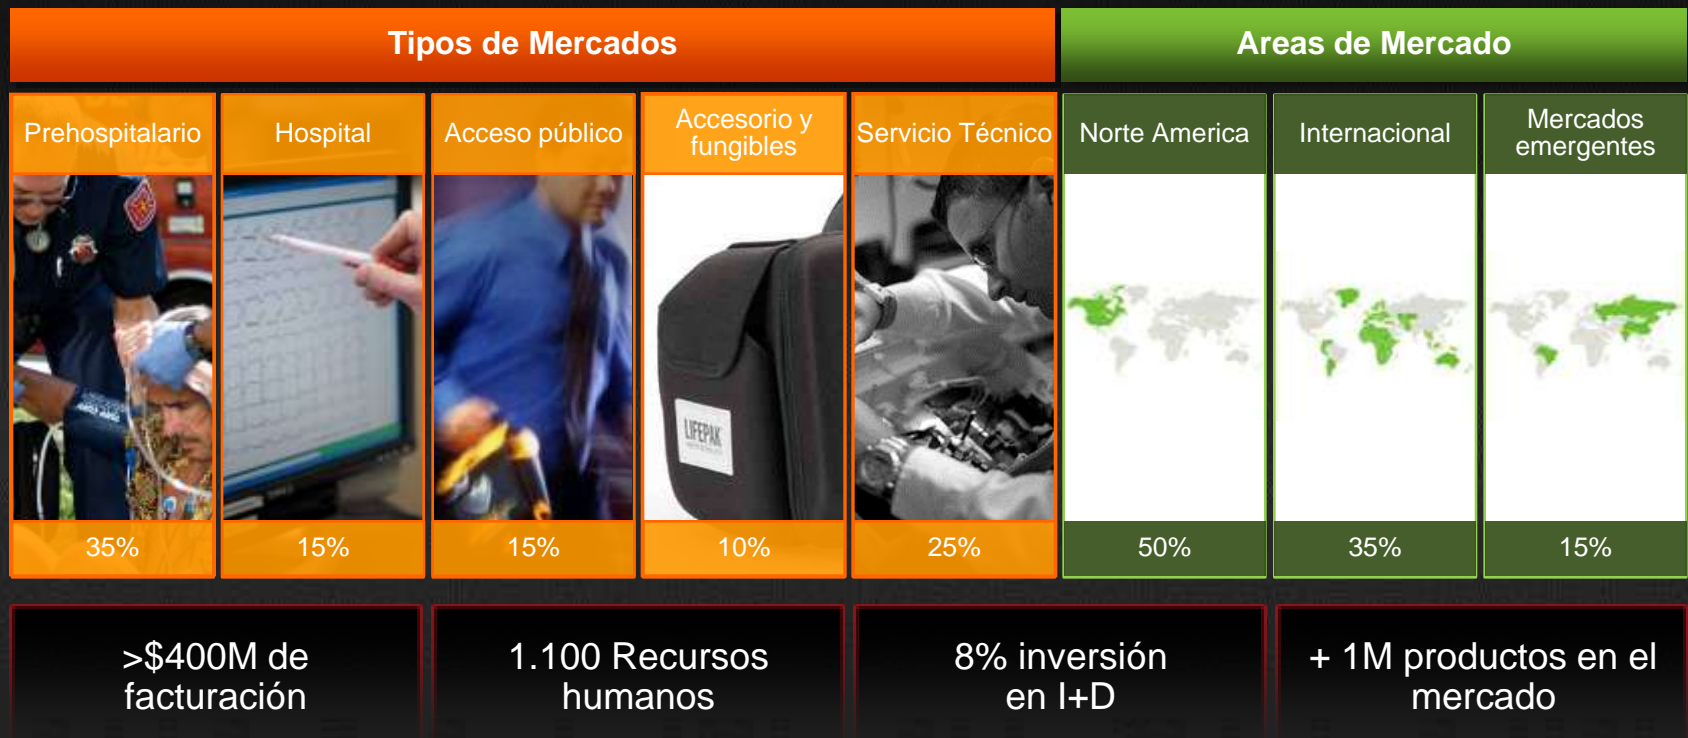 Tipos de Mercados
Areas de Mercado
Prehospitalario
Hospital
Acceso público
Accesorio y
fungibles
Servicio Técnico
Norte America
Internacional
Mercados
emergentes
LIFEPAK
35%
15%
15%
10%
25%
50%
35%
15%
>$400M de
facturación
1.100 Recursos
humanos
8% inversión
en I+D
+ 1M productos en el
mercado